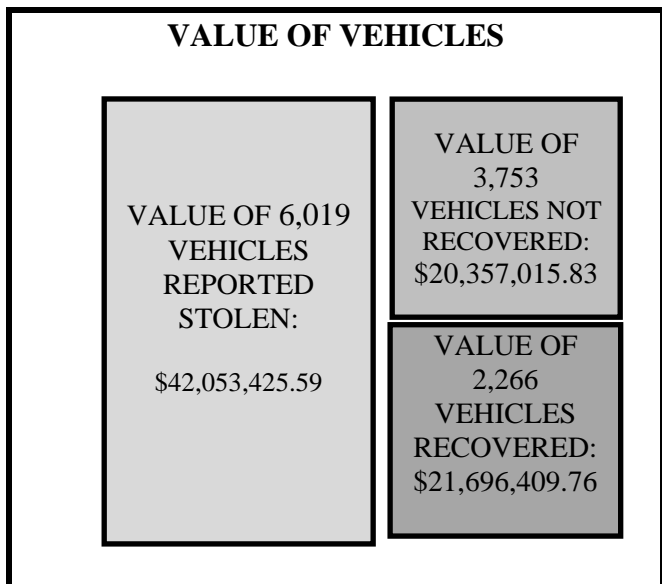 VALUE OF VEHICLES
VALUE OF 6,019
VEHICLES
REPORTED
STOLEN:
$42,053,425.59
VALUE OF
3,753
VEHICLES NOT
RECOVERED:
$20,357,015.83
VALUE OF
2,266
VEHICLES
RECOVERED:
$21,696,409.76